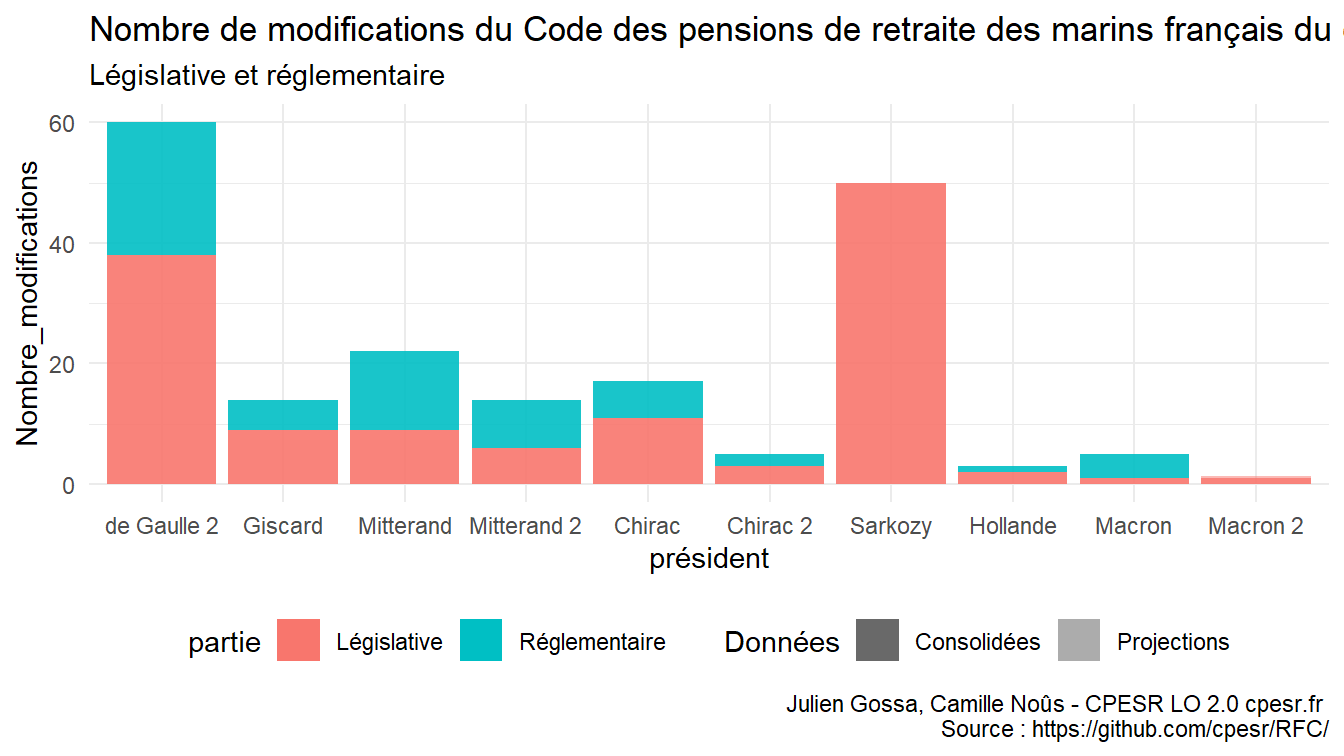 Nombre de modifications du Code des pensions de retraite des marins français du
Législative et réglementaire
Nombre_modifications
60
40
20
0
de Gaulle 2 Giscard Mitterand Mitterand 2 Chirac Chirac 2 Sarkozy Hollande Macron Macron 2
président
partie Législative Réglementaire Données Consolidées Projections
Julien Gossa, Camille Noûs - CPESR LO 2.0 cpesr.fr
Source : https://github.com/cpesr/RFC/